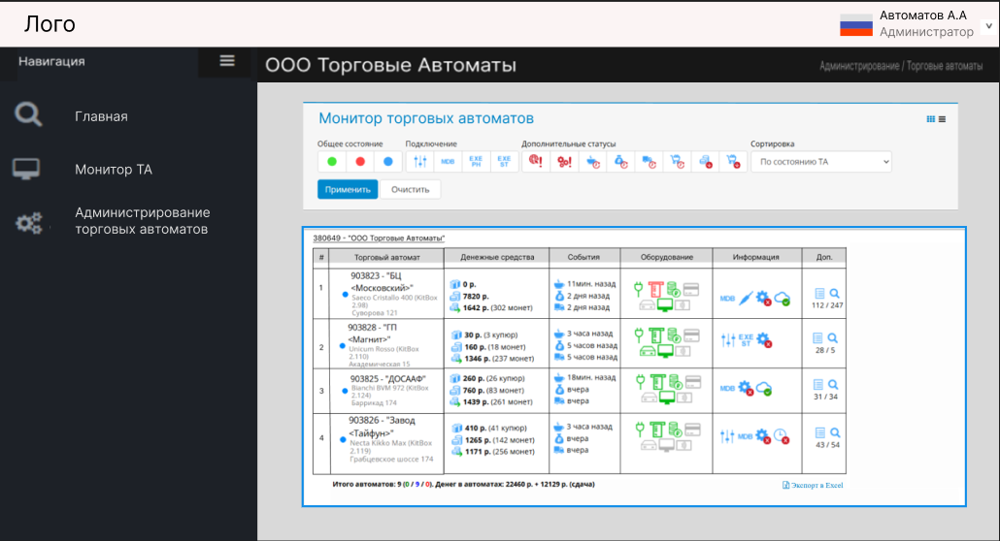 Лого
Автоматов А.А
Администратор
Навигация
ООО Торговые Автоматы
Администрирование / Торговые автоматы
Главная
Монитор ТА
Администрирование
торговых автоматов
Монитор торговых автоматов
Общее состояние
Подключение
Дополнительные статусы
Сортировка
MDB
EXE
PH
EXE
ST
По состоянию ТА
Применить
Очистить
380649 - "ООО Торговые Автоматы"
# Торговый автомат Денежные средства События Оборудование Информация Доп.
1
903823 - "БЦ
<Московский>"
Saeco Cristallo 400 (KitBox
2.98)
Суворова 121
0 р.
7820 р.
1642 р. (302 монет)
11мин. назад
2 дня назад
2 дня назад
MDB
112 / 247
2
903828 - "ГП
<Магнит>"
Unicum Rosso (KitBox
2.110)
Академическая 15
30 р. (3 купюр)
160 р. (18 монет)
1346 р. (237 монет)
3 часа назад
5 часов назад
5 часов назад
EXE
ST
28 / 5
3
903825 - "ДОСААФ"
Bianchi BVM 972 (KitBox
2.124)
Баррикад 174
260 р. (26 купюр)
760 р. (83 монет)
1439 р. (261 монет)
18мин. назад
вчера
вчера
MDB
31 / 34
4
903826 - "Завод
<Тайфун>"
Necta Kikko Max (KitBox
2.119)
Грабцевское шоссе 174
410 р. (41 купюр)
1265 р. (142 монет)
1171 р. (256 монет)
3 часа назад
вчера
вчера
MDB
43 / 54
Итого автоматов: 9 (0 / 9 / 0). Денег в автоматах: 22460 р. + 12129 р. (сдача)
Экспорт в Excel